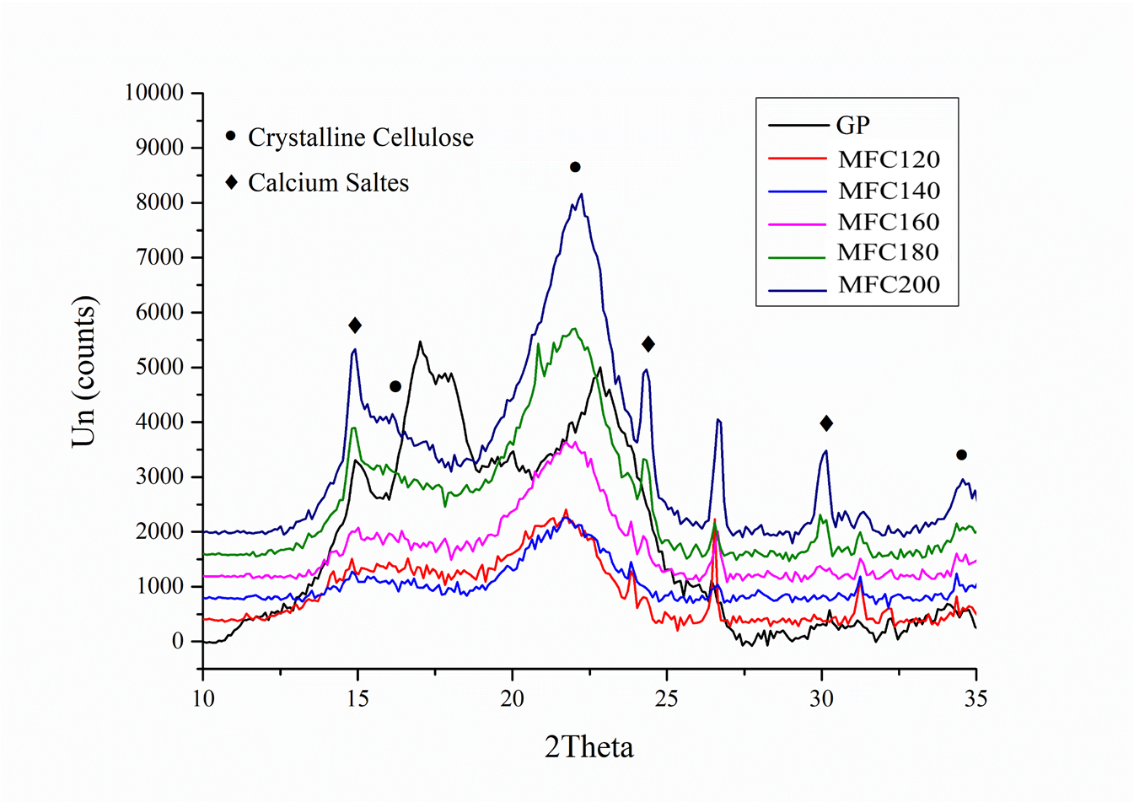 10000
9000
8000
7000
6000
5000
4000
3000
2000
1000
0
Un (counts)
● Crystalline Cellulose
♦ Calcium Saltes
GP
MFC120
MFC140
MFC160
MFC180
MFC200
10 15 20 25 30 35
2Theta